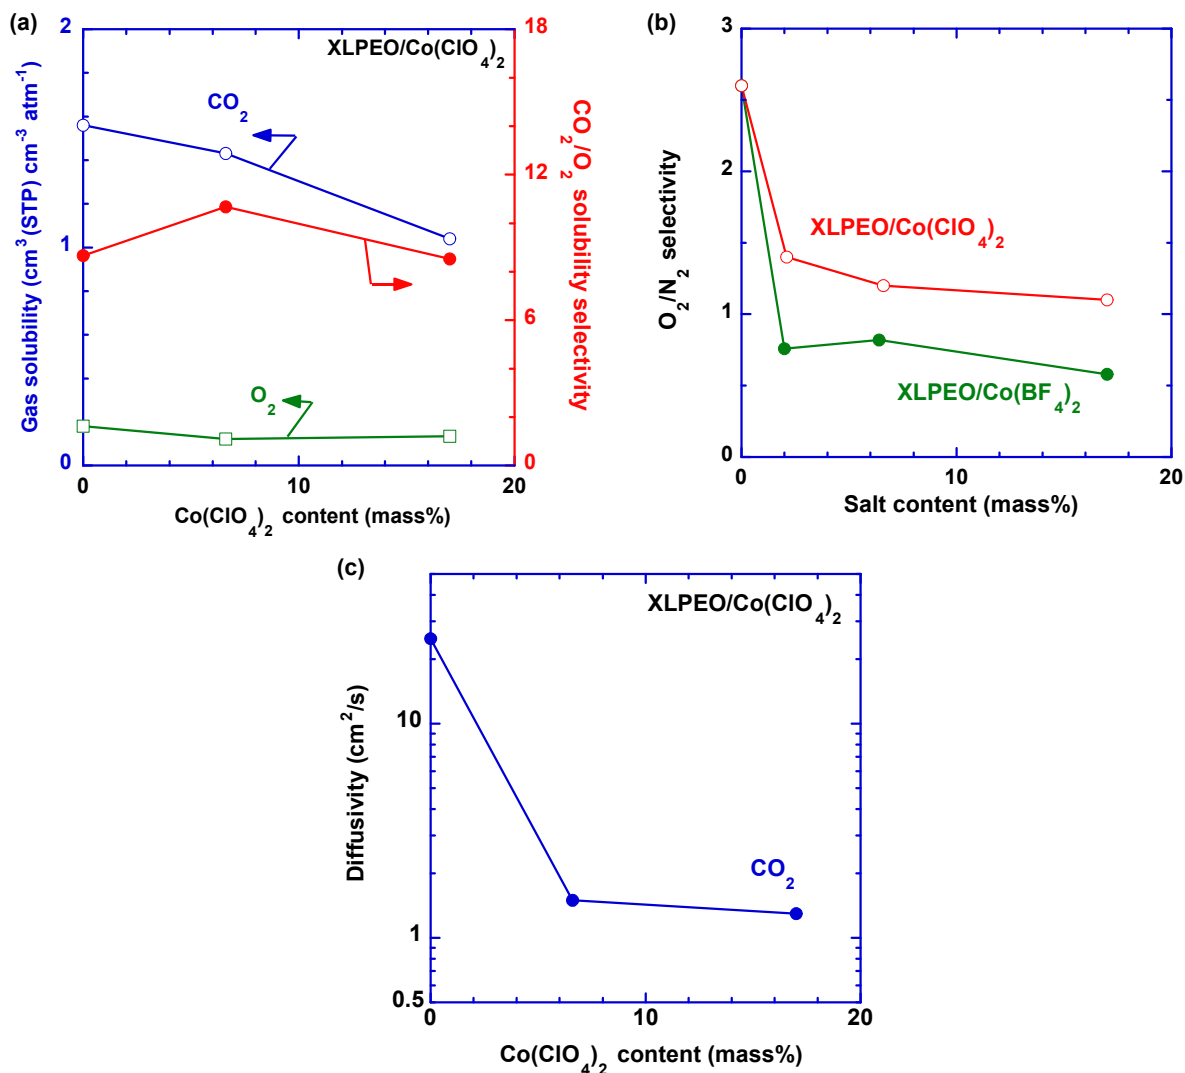 (a)
XLPEO/Co(ClO4)2
CO2
O2
Gas solubility (cm3 (STP) cm-3 atm-1)
CO2/O2 solubility selectivity
2
1
0
18
12
6
0
0 10 20
Co(ClO4)2 content (mass%)
(b)
O2/N2 selectivity
3
2
1
0
XLPEO/Co(ClO4)2
XLPEO/Co(BF4)2
0 10 20
Salt content (mass%)
(c)
XLPEO/Co(ClO4)2
Diffusivity (cm2/s)
10
1
0.5
CO2
0 10 20
Co(ClO4)2 content (mass%)